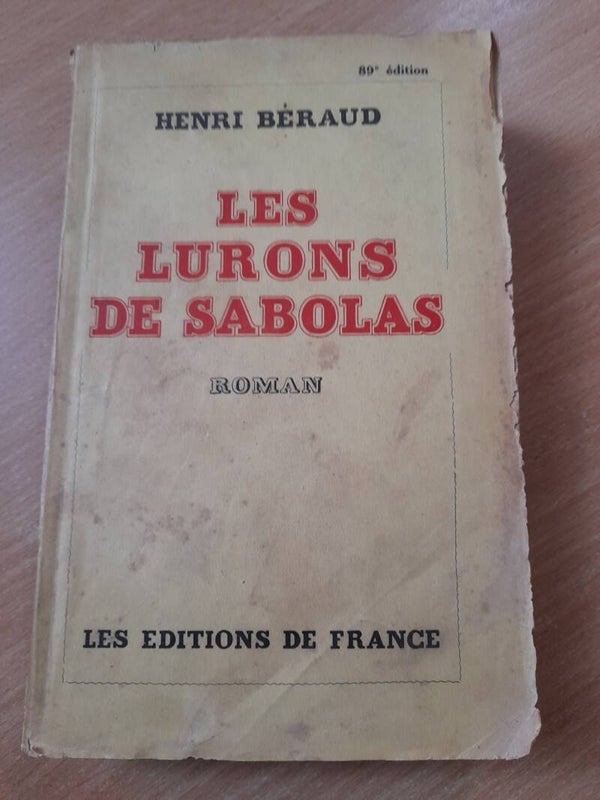 89e édition
HENRI BÉRAUD
LES
LURONS
DE SABOLAS
ROMAN
LES EDITIONS DE FRANCE